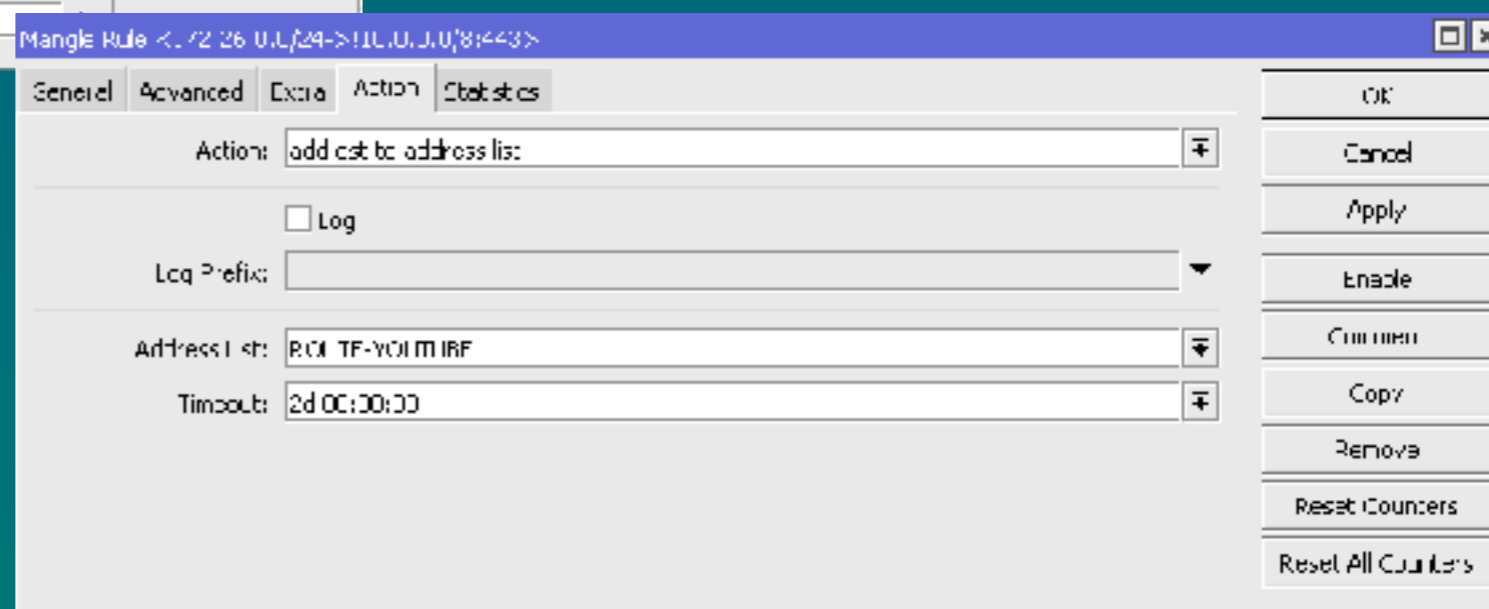 Mangle Rule <172.26.0.0/24->!10.0.0.0/8:443>
General Advanced Extra Action Statistics
Action: add dst to address list
Log
Log Prefix:
Address List: ROUTE-YOUTUBE
Timeout: 2d 00:00:00
OK
Cancel
Apply
Enable
Comment
Copy
Remove
Reset Counters
Reset All Counters